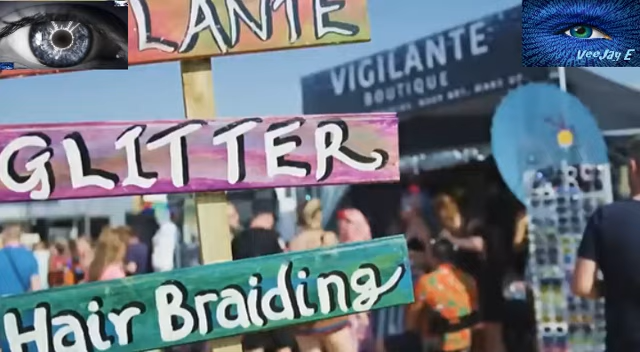 LANTE
GLITTER
Hair Braiding
VIGILANTE
BOUTIQUE
VeeJay E